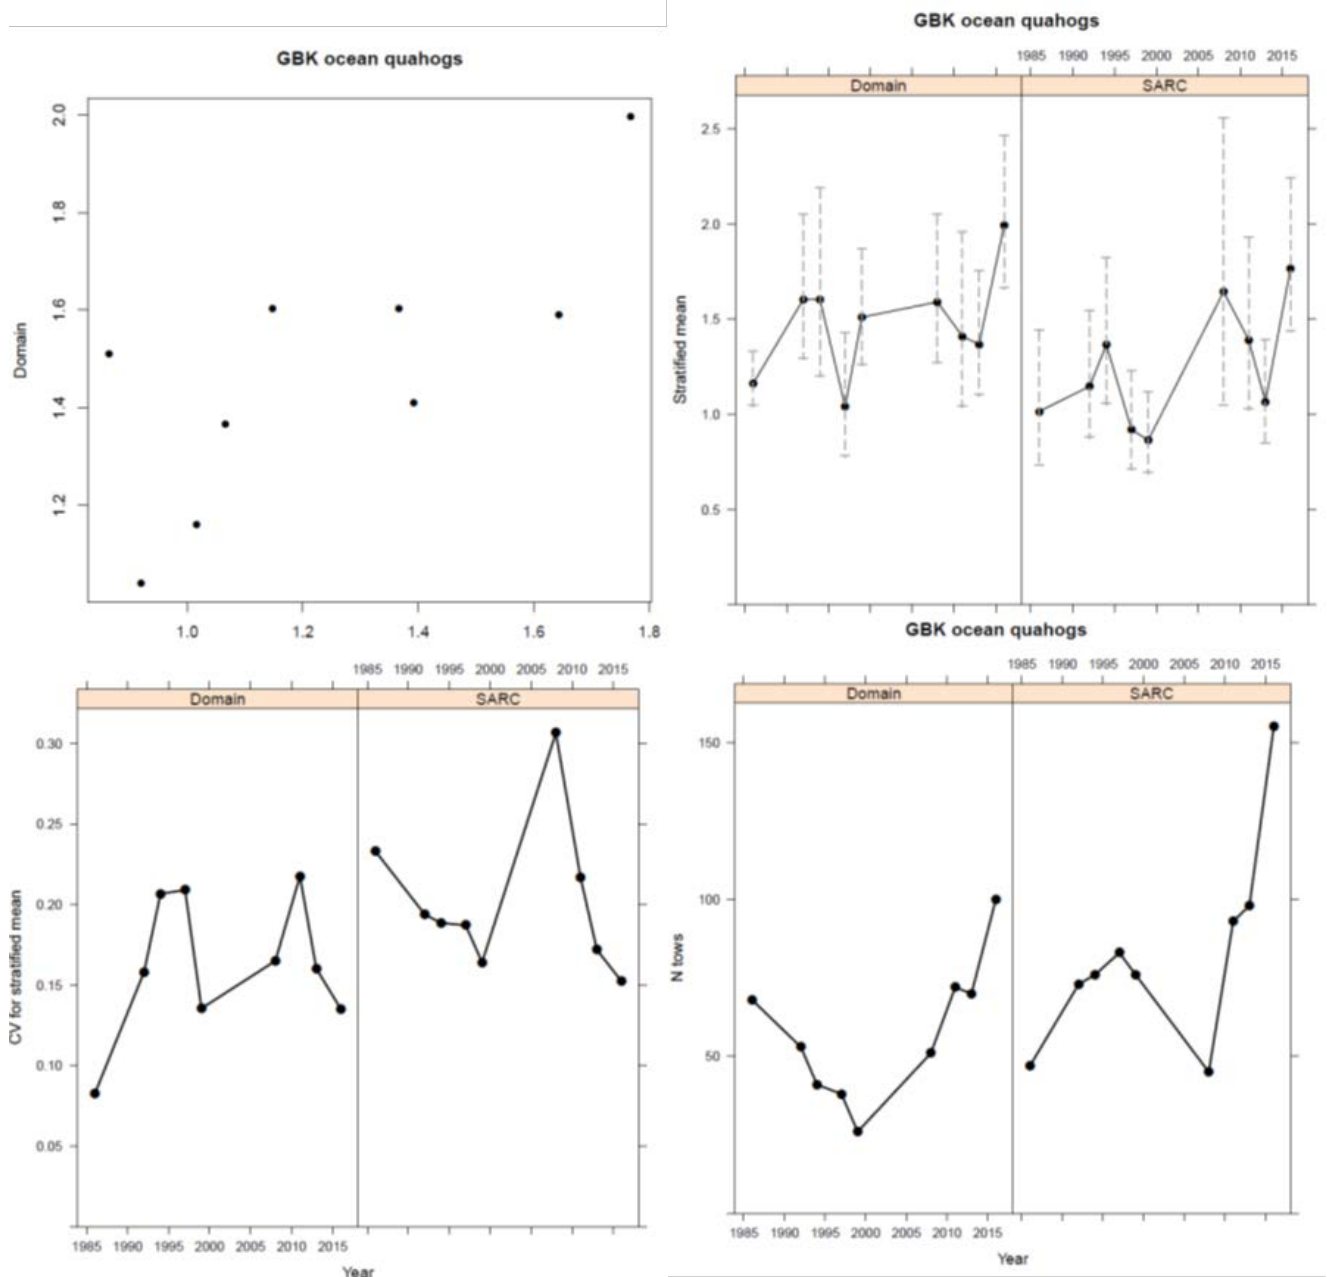 GBK ocean quahogs
Domain
2.0
1.8
1.6
1.4
1.2
1.0 1.2 1.4 1.6 1.8
GBK ocean quahogs
1985 1990 1995 2000 2005 2010 2015
Domain SARC
Stratified mean
2.5
2.0
1.5
1.0
0.5
1985 1990 1995 2000 2005 2010 2015
Domain SARC
CV for stratified mean
0.30
0.25
0.20
0.15
0.10
0.05
1985 1990 1995 2000 2005 2010 2015
Year
GBK ocean quahogs
1985 1990 1995 2000 2005 2010 2015
Domain SARC
N tows
150
100
50
1985 1990 1995 2000 2005 2010 2015
Year